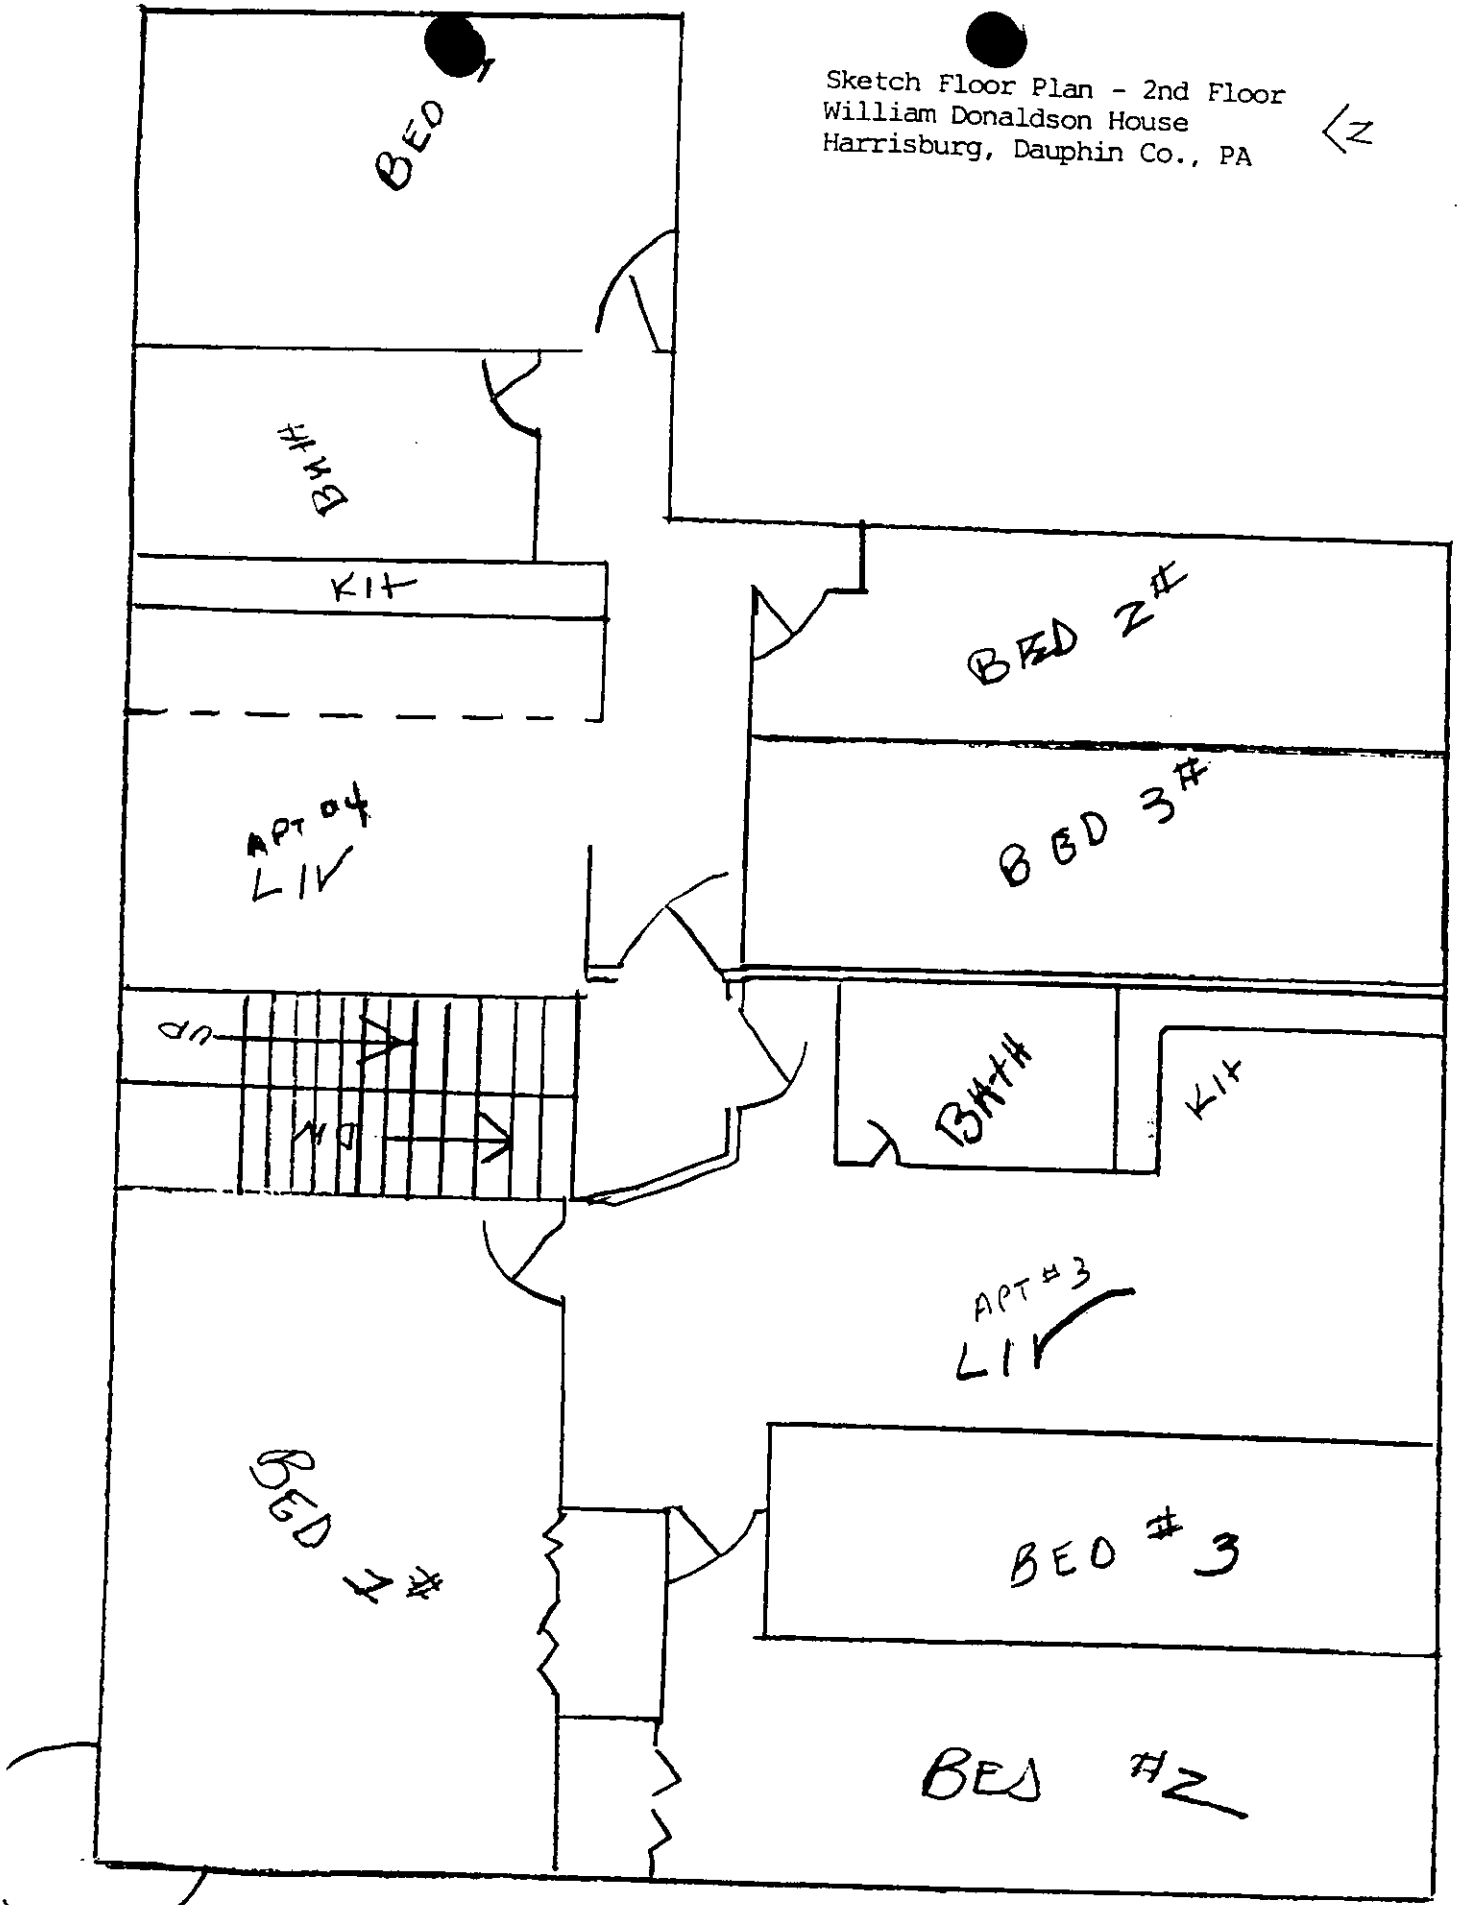 Sketch Floor Plan - 2nd Floor
William Donaldson House
Harrisburg, Dauphin Co., PA
N
BED 1
BATH
KIT
BED 2#
BED 3#
APT #4
LIV
UP
DN
BATH
KIT
APT #3
LIV
BED 1#
BED # 3
BED #2